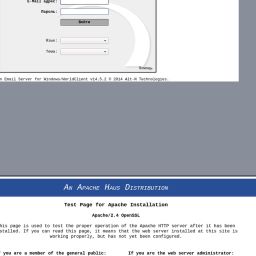 E-Mail адрес:
Пароль:
Войти
Язык:
Тема:
Помощь
Email Server for Windows/WorldClient v14.5.2 © 2014 Alt-N Technologies.
An Apache Haus Distribution
Test Page for Apache Installation
Apache/2.4 OpenSSL
his page is used to test the proper operation of the Apache HTTP server after it has been
stalled. If you can read this page, it means that the web server installed at this site is
working properly, but has not yet been configured.
you are a member of the general public:
If you are the web server administrator: